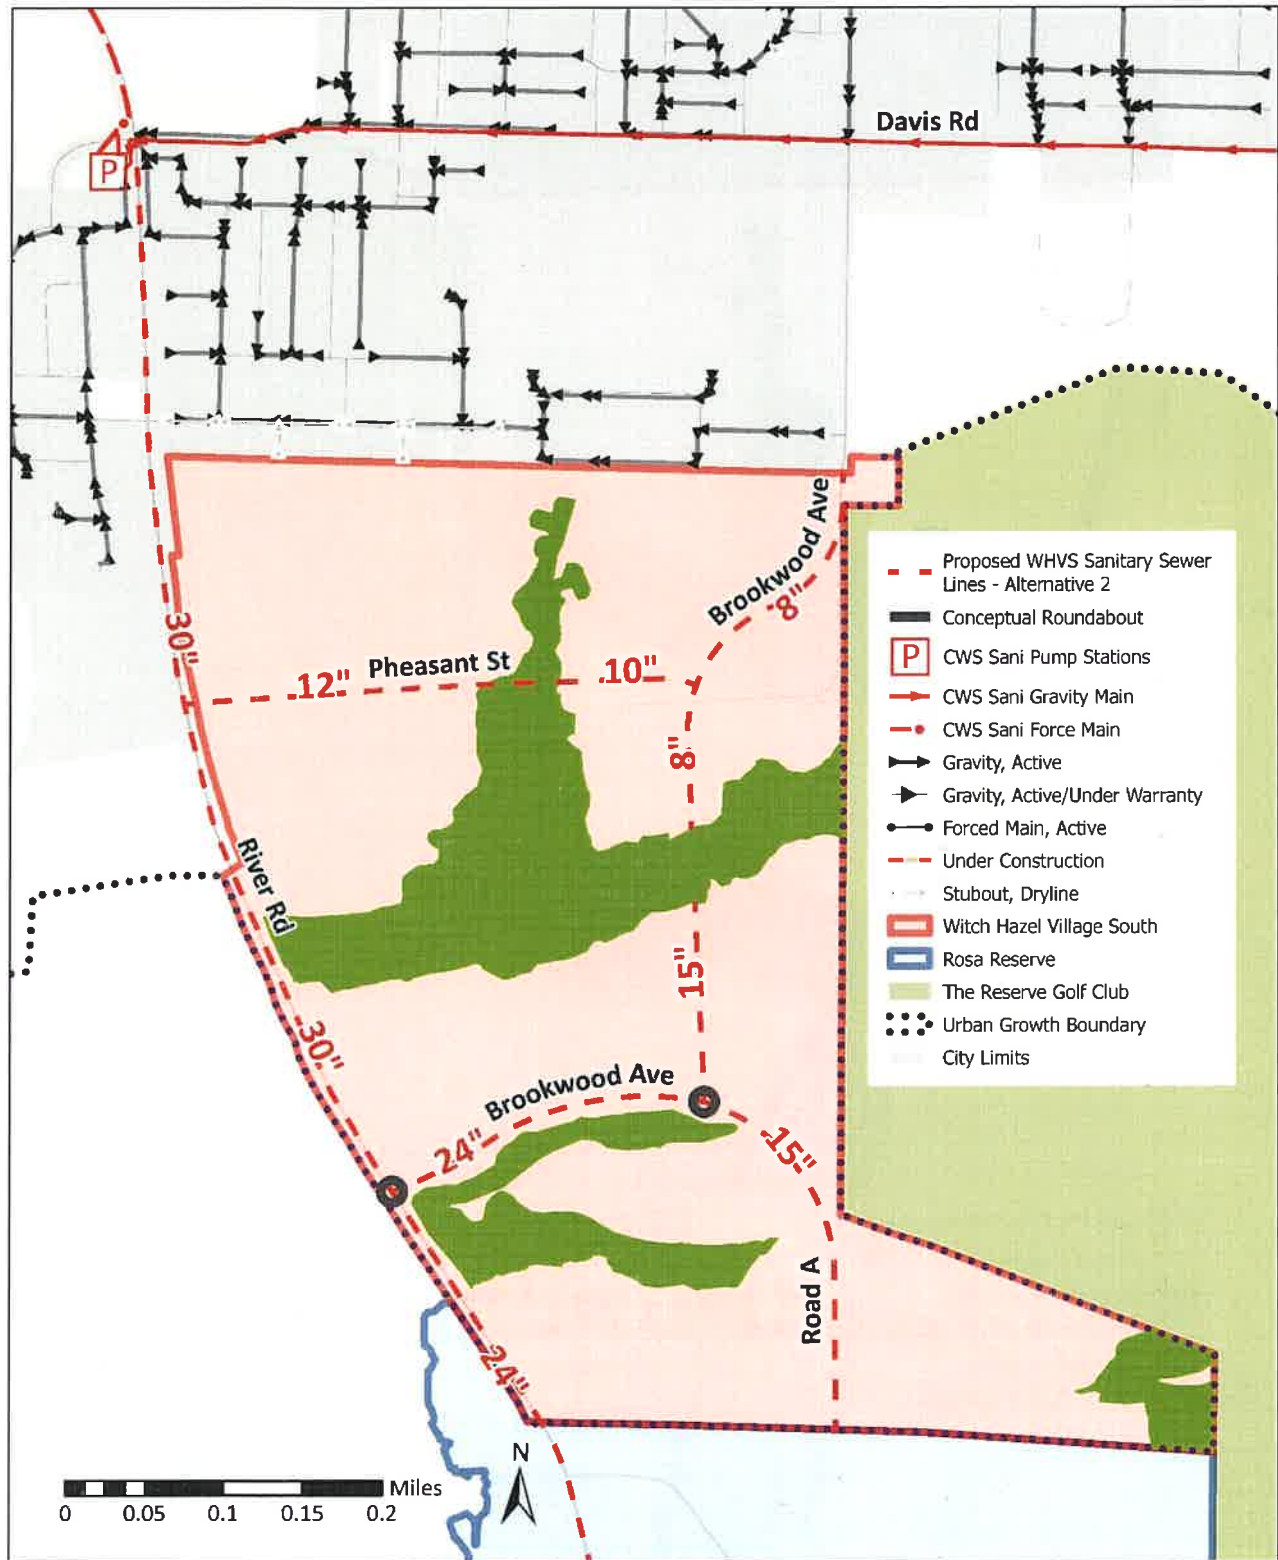 Davis Rd
P
Brookwood Ave
8"
30"
12"
Pheasant St
10"
8"
River Rd
15"
30"
Brookwood Ave
24"
15"
Road A
24"
N
Miles
0
0.05
0.1
0.15
0.2
Proposed WHVS Sanitary Sewer
Lines - Alternative 2
Conceptual Roundabout
P
CWS Sani Pump Stations
CWS Sani Gravity Main
CWS Sani Force Main
Gravity, Active
Gravity, Active/Under Warranty
Forced Main, Active
Under Construction
Stubout, Dryline
Witch Hazel Village South
Rosa Reserve
The Reserve Golf Club
Urban Growth Boundary
City Limits